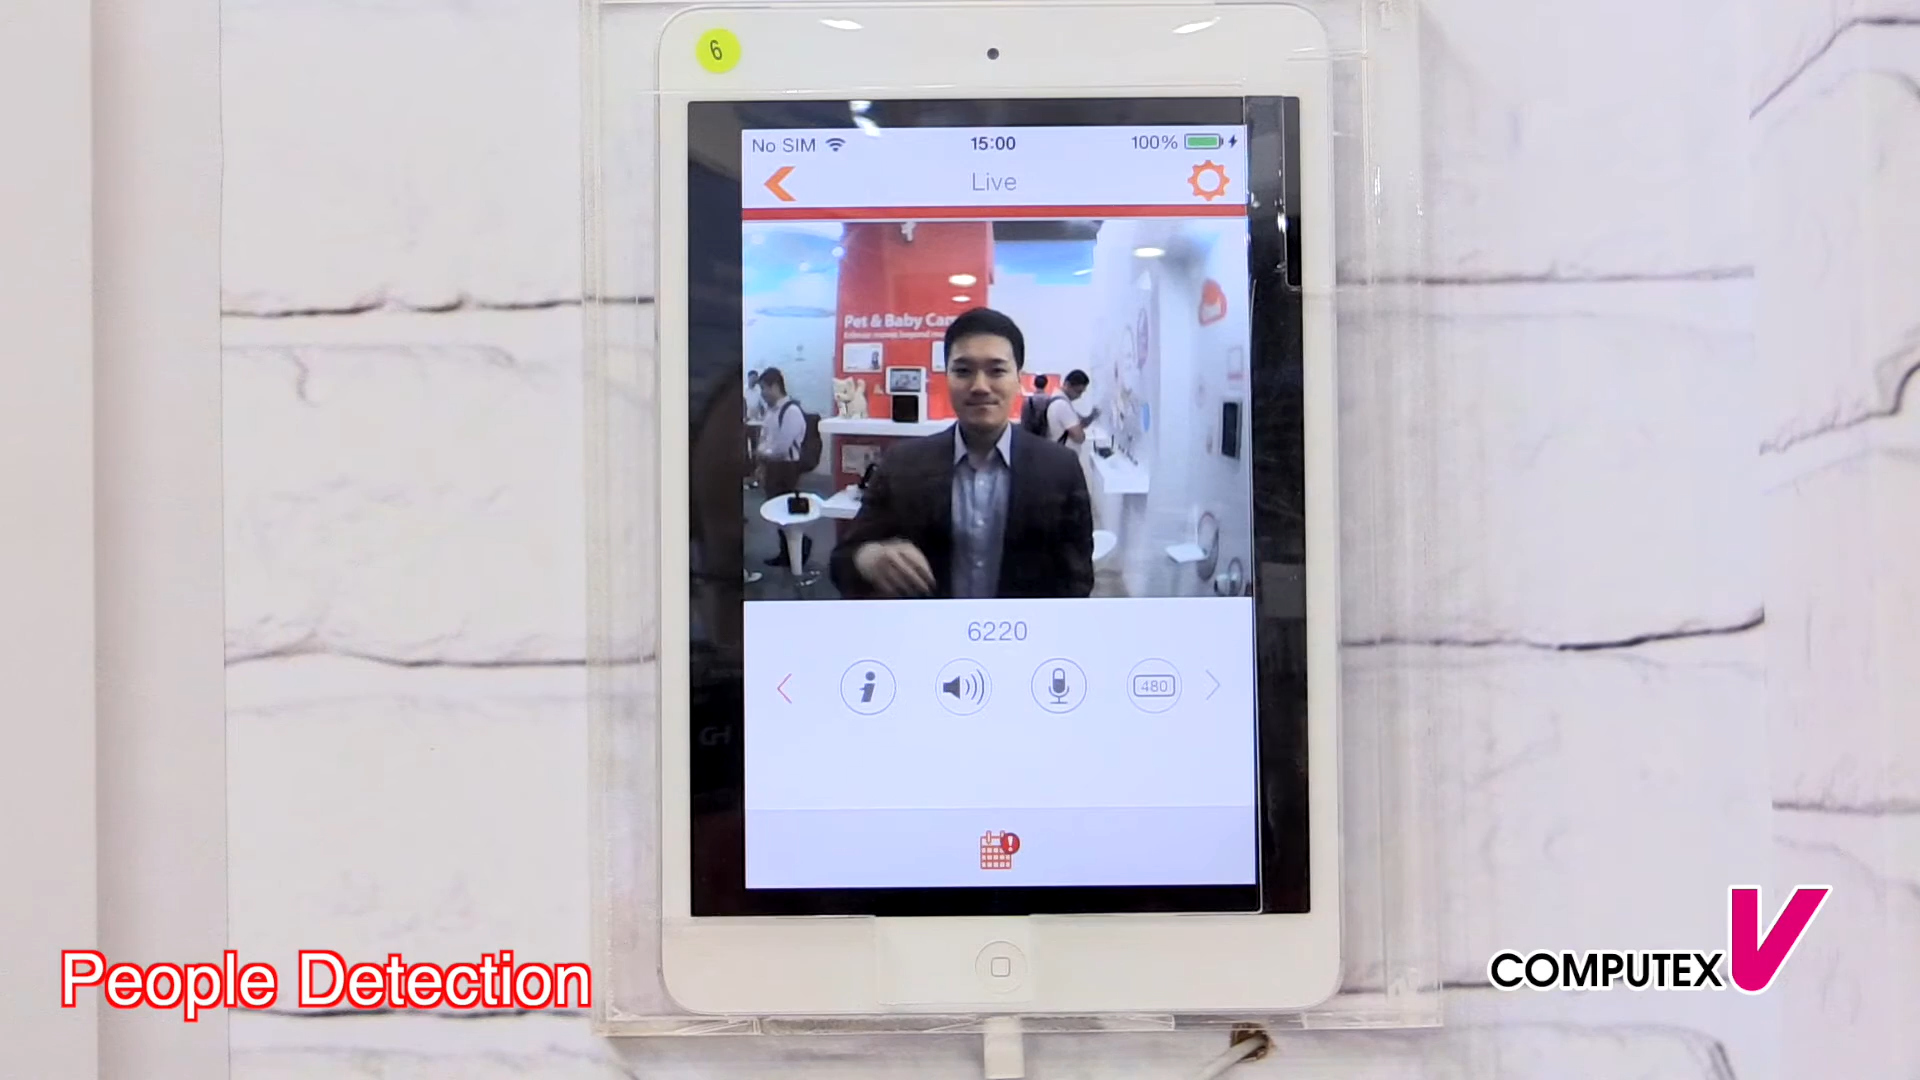 6
No SIM 15:00 100%
Live
Pet & Baby Cam
6220
480
People Detection
COMPUTEX V